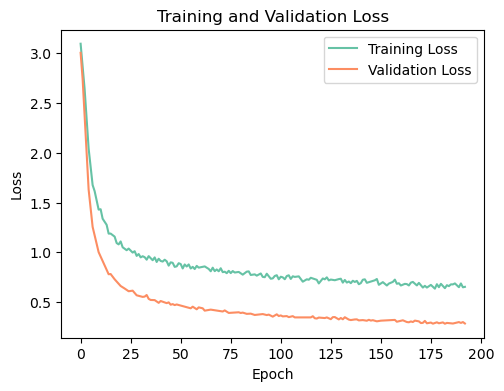 Training and Validation Loss
Training Loss
Validation Loss
Loss
3.0
2.5
2.0
1.5
1.0
0.5
0 25 50 75 100 125 150 175 200
Epoch